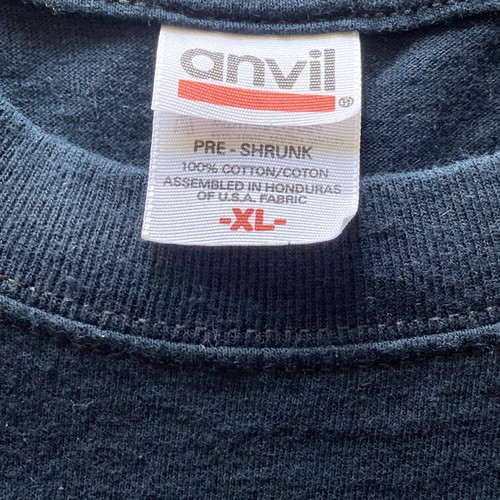 anvil
®
PRE - SHRUNK
100% COTTON/COTON
ASSEMBLED IN HONDURAS
OF U.S.A. FABRIC
-XL-